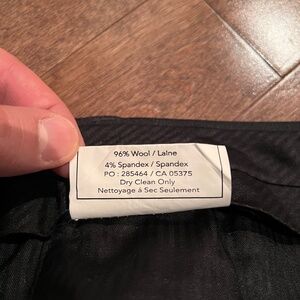 96% Wool / Laine
4% Spandex / Spandex
PO : 285464 / CA 05375
Dry Clean Only
Nettoyage à Sec Seulement